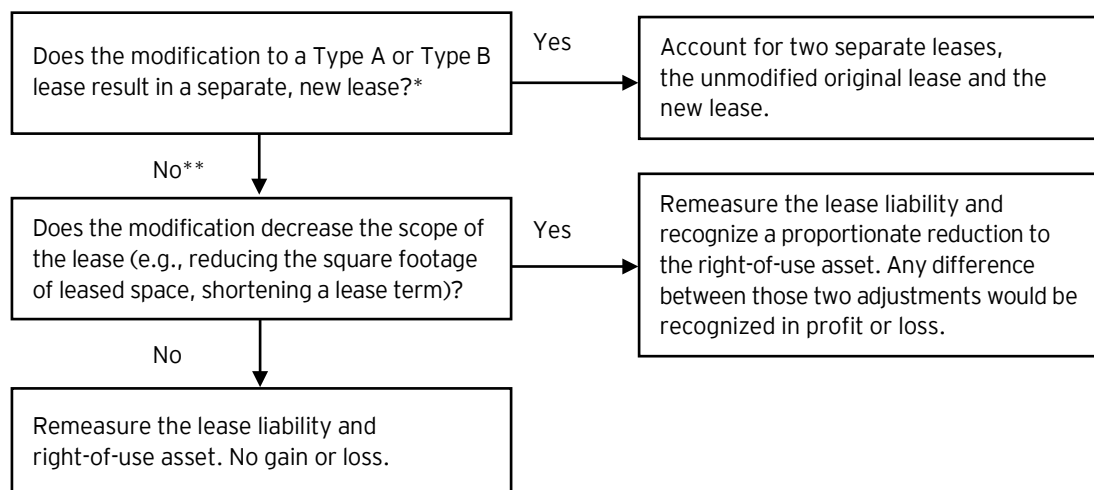 Does the modification to a Type A or Type B
lease result in a separate, new lease?*
Yes
Account for two separate leases,
the unmodified original lease and the
new lease.
No**
Does the modification decrease the scope of
the lease (e.g., reducing the square footage
of leased space, shortening a lease term)?
Yes
Remeasure the lease liability and
recognize a proportionate reduction to
the right-of-use asset. Any difference
between those two adjustments would be
recognized in profit or loss.
No
Remeasure the lease liability and
right-of-use asset. No gain or loss.